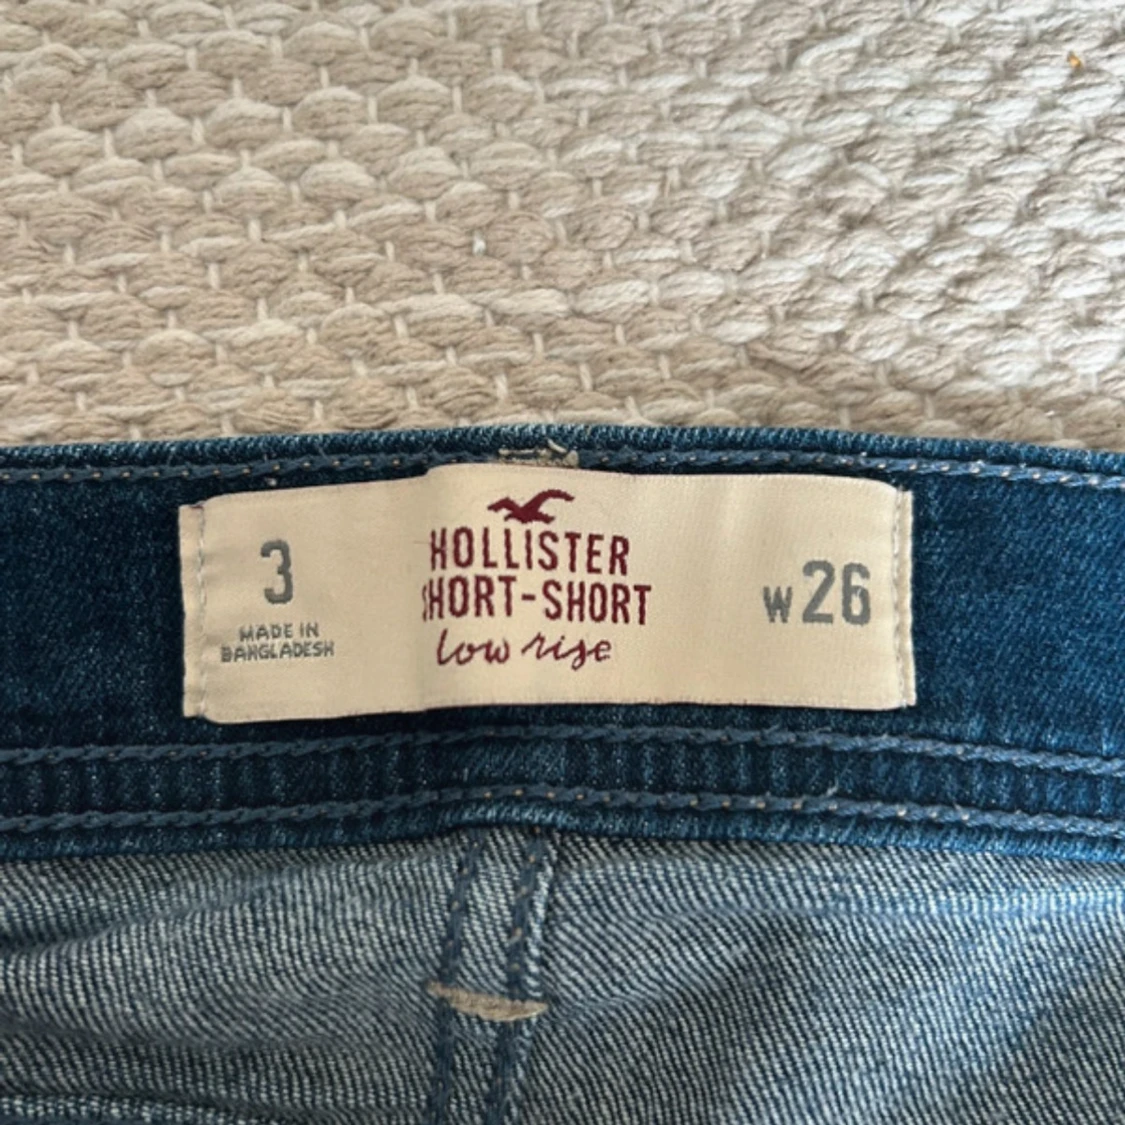 3
MADE IN
BANGLADESH
HOLLISTER
SHORT-SHORT
low rise
W26